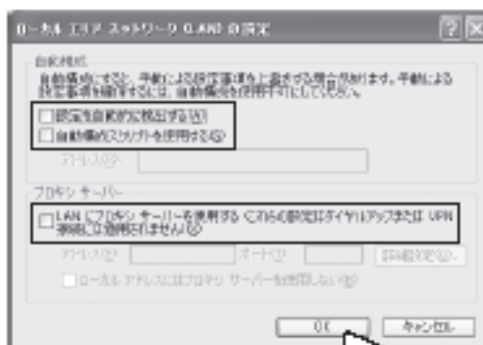 ローカル エリア ネットワーク (LAN) の設定
自動構成
自動構成にすると、手動による設定事項を上書きする場合があります。手動による
設定事項を確保するには、自動構成を使用不可にしてください。
設定を自動的に検出する(A)
自動構成スクリプトを使用する(S)
アドレス(R):
プロキシ サーバー
LAN にプロキシ サーバーを使用する (これらの設定はダイヤルアップまたは VPN
接続には適用されません)(X)
アドレス(E):
ポート(T):
詳細設定(C)...
ローカル アドレスにはプロキシ サーバーを使用しない(B)
OK
キャンセル